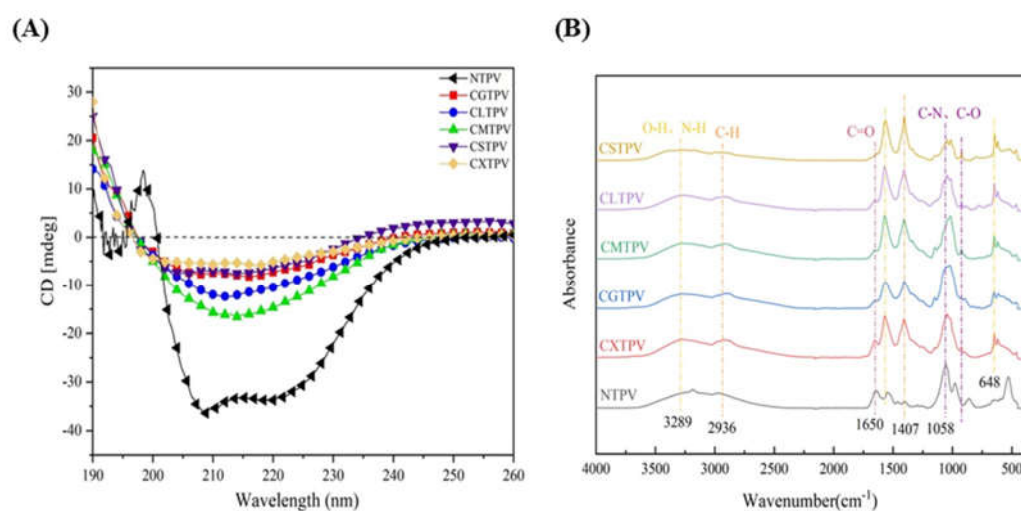 (A)
(B)
CD [mdeg]
30
20
10
0
-10
-20
-30
-40
190
200
210
220
230
240
250
260
Wavelength (nm)
NTPV
CGTPV
CLTPV
CMTPV
CSTPV
CXTPV
Absorbance
O-H、 N-H
C-H
C=O
C-N、 C-O
CSTPV
CLTPV
CMTPV
CGTPV
CXTPV
NTPV
3289
2936
1650
1407
1058
648
4000
3500
3000
2500
2000
1500
1000
500
Wavenumber(cm⁻¹)